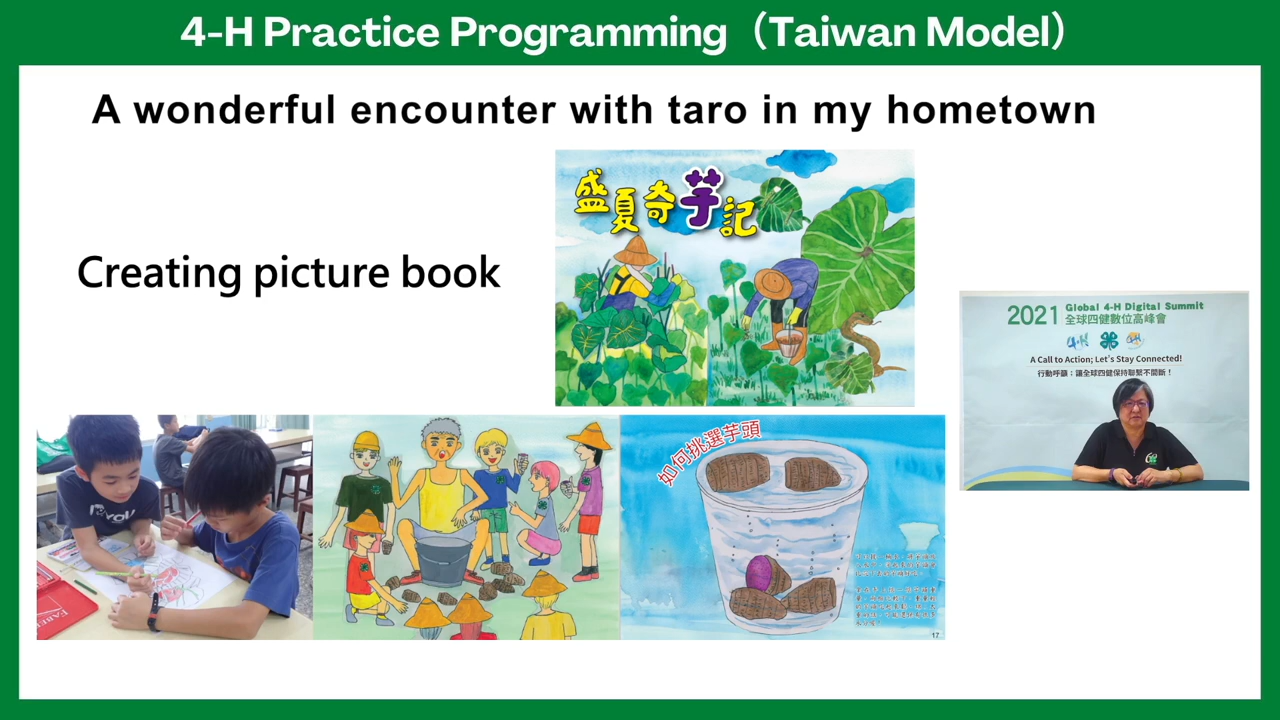 4-H Practice Programming（Taiwan Model）
A wonderful encounter with taro in my hometown
盛夏奇芋記
Creating picture book
2021 Global 4-H Digital Summit
全球四健數位高峰會
A Call to Action; Let's Stay Connected!
行動呼籲：讓全球四健保持聯繫不間斷！
如何挑選芋頭
17